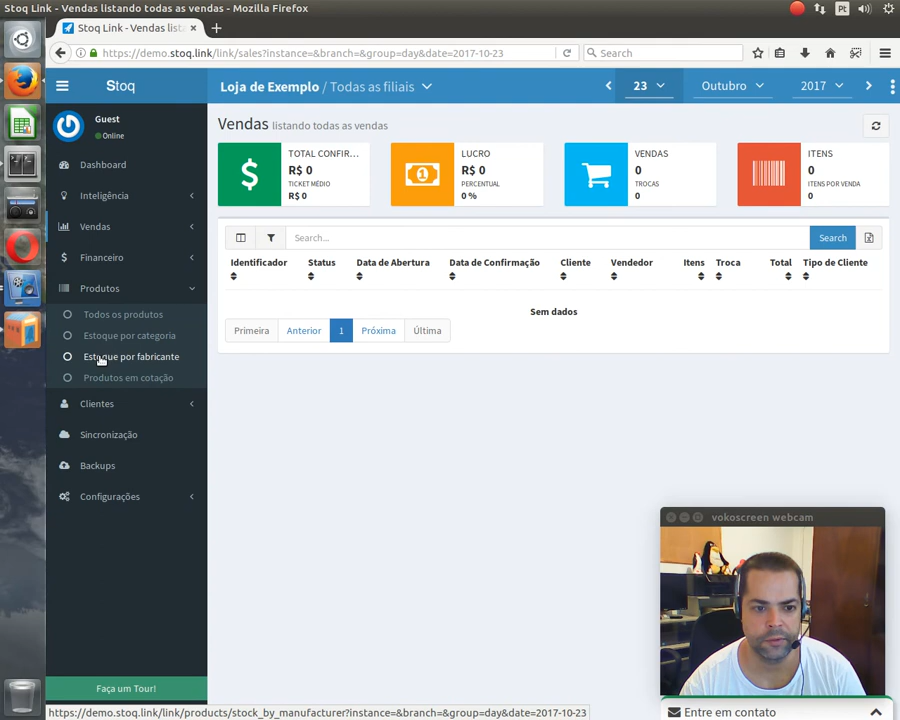 Stoq Link - Vendas listando todas as vendas - Mozilla Firefox
Pt
Stoq Link - Vendas list
https://demo.stoq.link/link/sales?instance=&branch=&group=day&date=2017-10-23
Search
Stoq
Loja de Exemplo / Todas as filiais
23
Outubro
2017
Guest
Online
Dashboard
Inteligência
Vendas
Financeiro
Produtos
Todos os produtos
Estoque por categoria
Estoque por fabricante
Produtos em cotação
Clientes
Sincronização
Backups
Configurações
Faça um Tour!
Vendas listando todas as vendas
TOTAL CONFIR...
R$ 0
TICKET MÉDIO
R$ 0
LUCRO
R$ 0
PERCENTUAL
0 %
VENDAS
0
TROCAS
0
ITENS
0
ITENS POR VENDA
0
Search...
Search
Identificador Status Data de Abertura Data de Confirmação Cliente Vendedor Itens Troca Total Tipo de Cliente
Sem dados
Primeira Anterior 1 Próxima Última
vokoscreen webcam
Entre em contato
https://demo.stoq.link/link/products/stock_by_manufacturer?instance=&branch=&group=day&date=2017-10-23